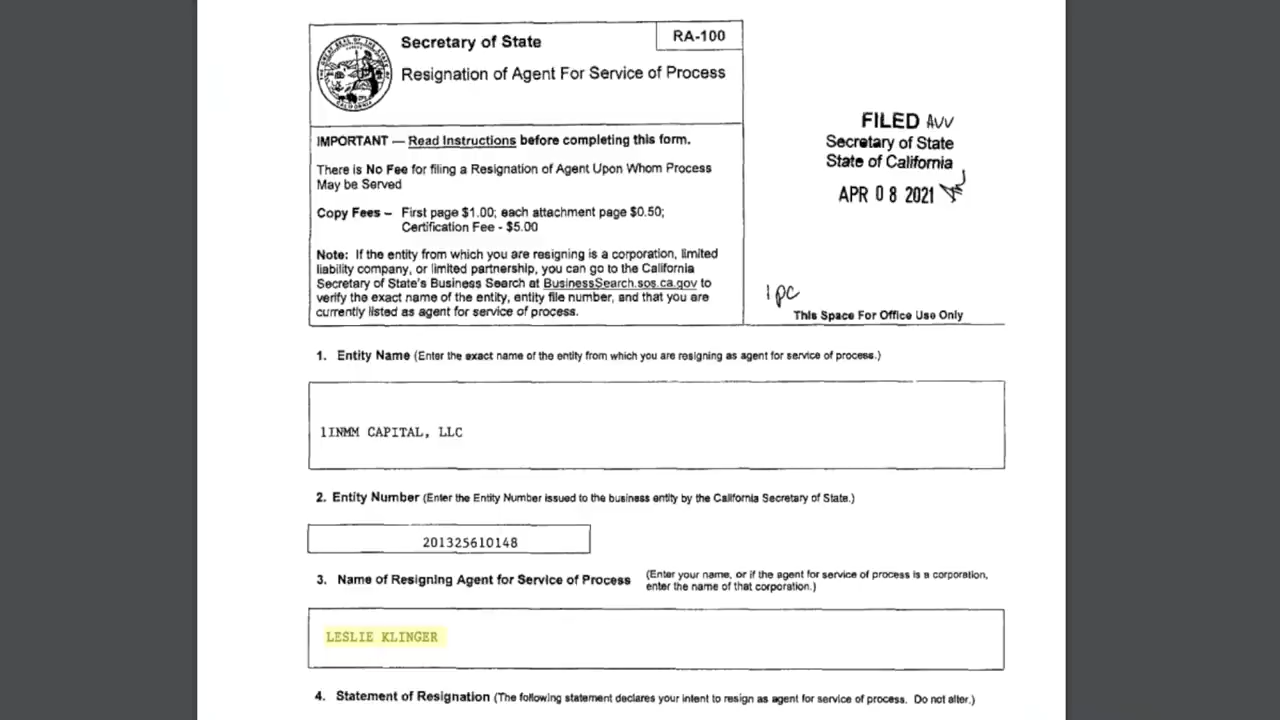 Secretary of State
RA-100
Resignation of Agent For Service of Process
IMPORTANT — Read Instructions before completing this form.
There is No Fee for filing a Resignation of Agent Upon Whom Process
May be Served
Copy Fees – First page $1.00; each attachment page $0.50;
Certification Fee - $5.00
Note: If the entity from which you are resigning is a corporation, limited
liability company, or limited partnership, you can go to the California
Secretary of State's Business Search at BusinessSearch.sos.ca.gov to
verify the exact name of the entity, entity file number, and that you are
currently listed as agent for service of process.
FILED AVV
Secretary of State
State of California
APR 08 2021
1pc
This Space For Office Use Only
1. Entity Name (Enter the exact name of the entity from which you are resigning as agent for service of process.)
1INMM CAPITAL, LLC
2. Entity Number (Enter the Entity Number issued to the business entity by the California Secretary of State.)
201325610148
3. Name of Resigning Agent for Service of Process (Enter your name, or if the agent for service of process is a corporation,
enter the name of that corporation.)
LESLIE KLINGER
4. Statement of Resignation (The following statement declares your intent to resign as agent for service of process. Do not alter.)